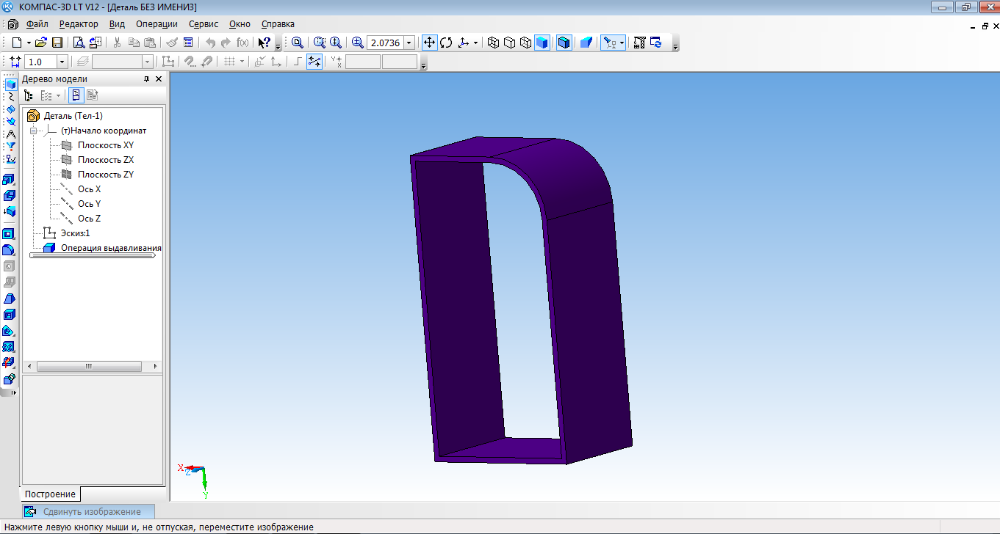 КОМПАС-3D LT V12 - [Деталь БЕЗ ИМЕНИ3]
Файл Редактор Вид Операции Сервис Окно Справка
2.0736
1.0
Дерево модели
Деталь (Тел-1)
(т)Начало координат
Плоскость XY
Плоскость ZX
Плоскость ZY
Ось X
Ось Y
Ось Z
Эскиз:1
Операция выдавливания
X
Z
Y
Построение
Сдвинуть изображение
Нажмите левую кнопку мыши и, не отпуская, переместите изображение